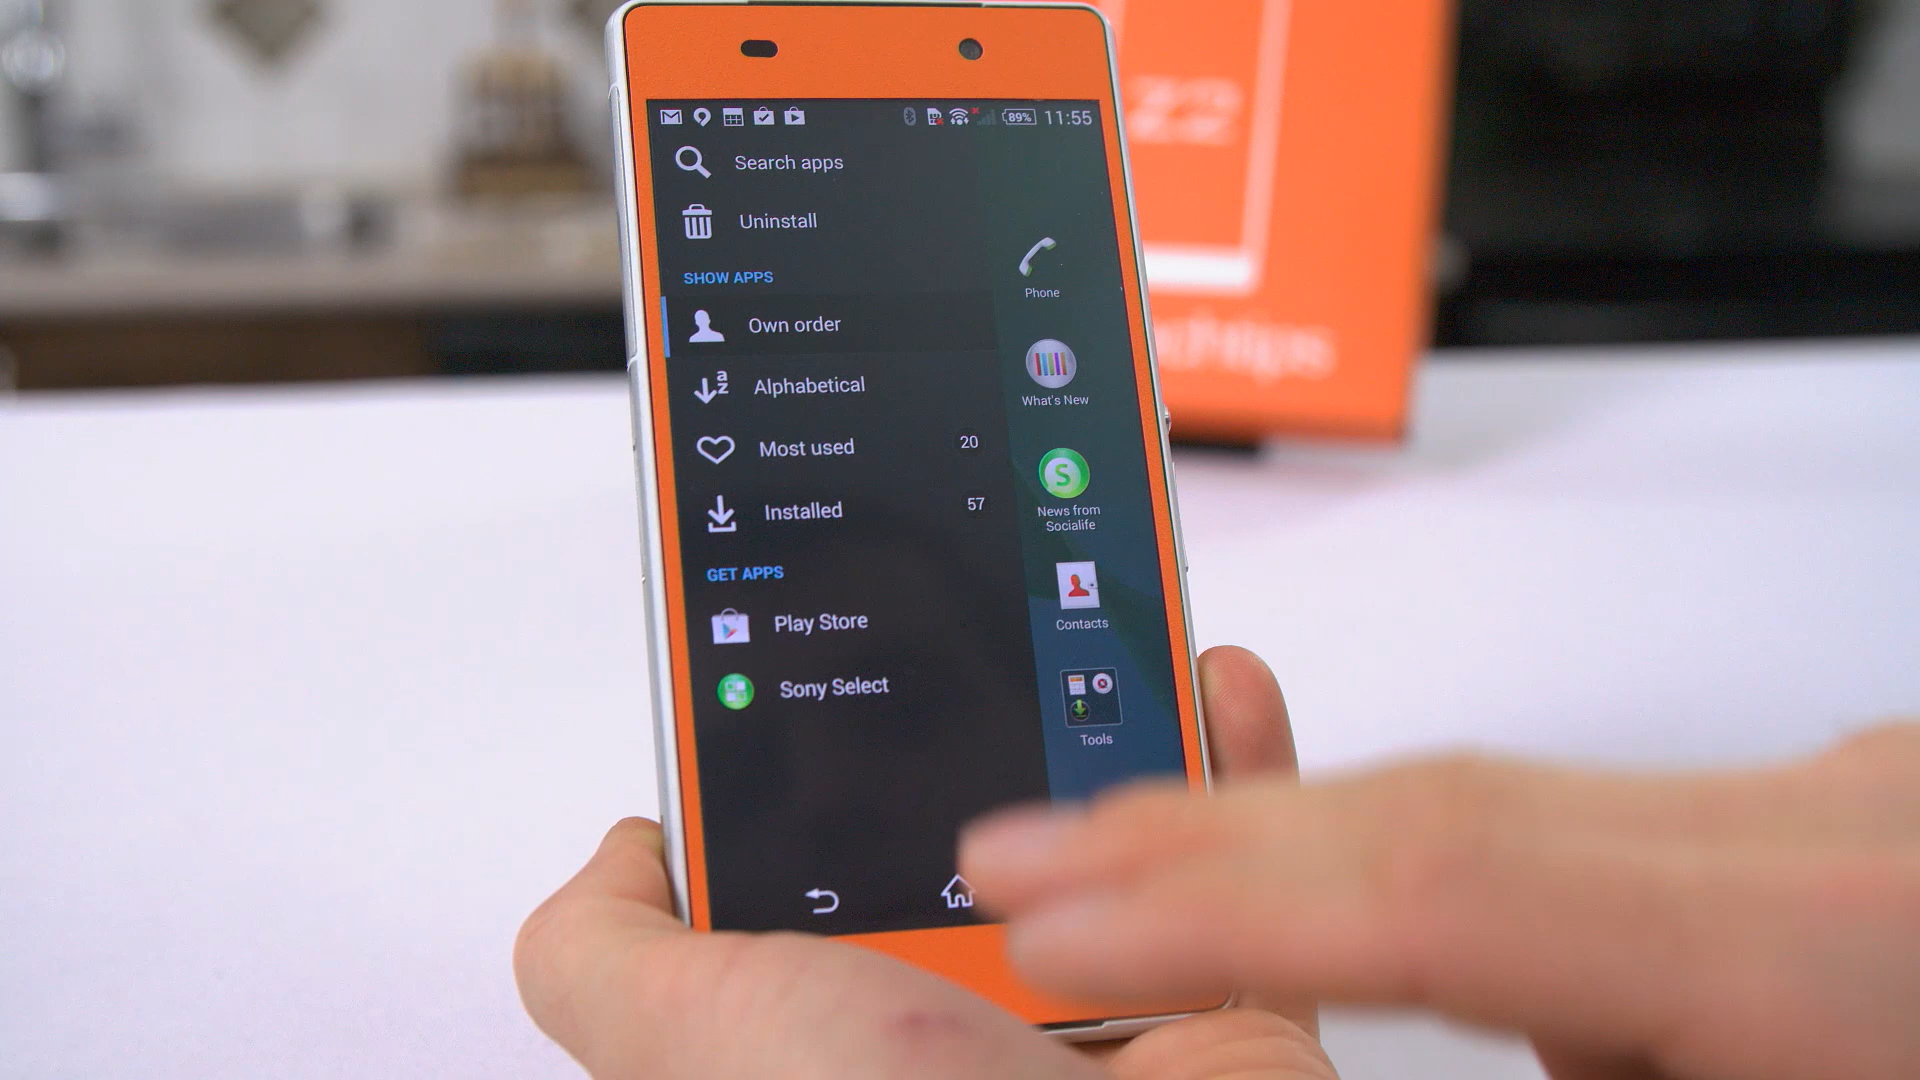 89% 11:55
Search apps
Uninstall
SHOW APPS
Own order
Alphabetical
Most used 20
Installed 57
GET APPS
Play Store
Sony Select
Phone
What's New
S
News from
Socialife
Contacts
Tools
Z2